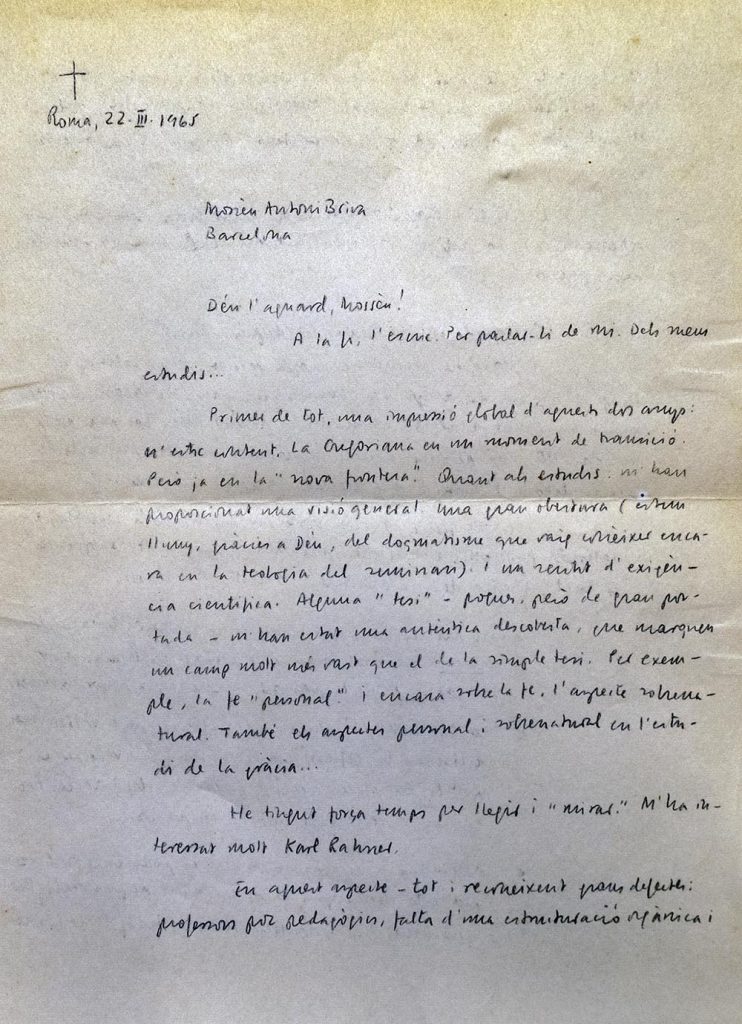 Roma, 22.III.1965
Mossèn Antoni Briva
Barcelona
Déu l'aguard, Mossèn!
A la fi, l'escric. Per parlar-li de mi. Dels meus
estudis...
Primer de tot, una impressió global d'aquests dos anys:
n'estic content. La Gregoriana en un moment de transició.
Però ja en la "nova frontera". Quant als estudis. m'han
proporcionat una visió general. Una gran obertura (estem
lluny, gràcies a Déu, del dogmatisme que vaig conèixer enca-
ra en la teologia del seminari) i un sentit d'exigèn-
cia científica. Alguna "tesi" - poques, però de gran por-
tada - m'han estat una autèntica descoberta, que marquen
un camp molt més vast que el de la simple tesi. Per exem-
ple, la fe "personal" i encara sobre la fe, l'aspecte sobrena-
tural. També els aspectes personal i sobrenatural en l'estu-
di de la gràcia...
He tingut força temps per llegir i "mirar." M'ha in-
teressat molt Karl Rahner.
En aquest aspecte - tot i reconeixent grans defectes:
professors poc pedagògics, falta d'una estructuració orgànica i